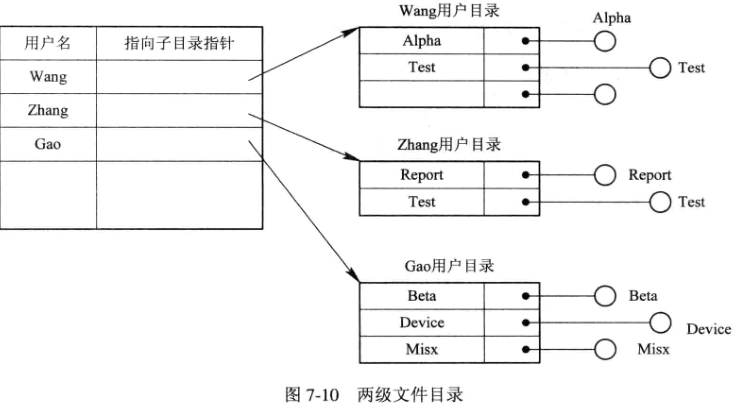 用户名 指向子目录指针
Wang
Zhang
Gao
Wang用户目录
Alpha
Alpha
Test
Test
Zhang用户目录
Report
Report
Test
Test
Gao用户目录
Beta
Beta
Device
Device
Misx
Misx
图 7-10 两级文件目录